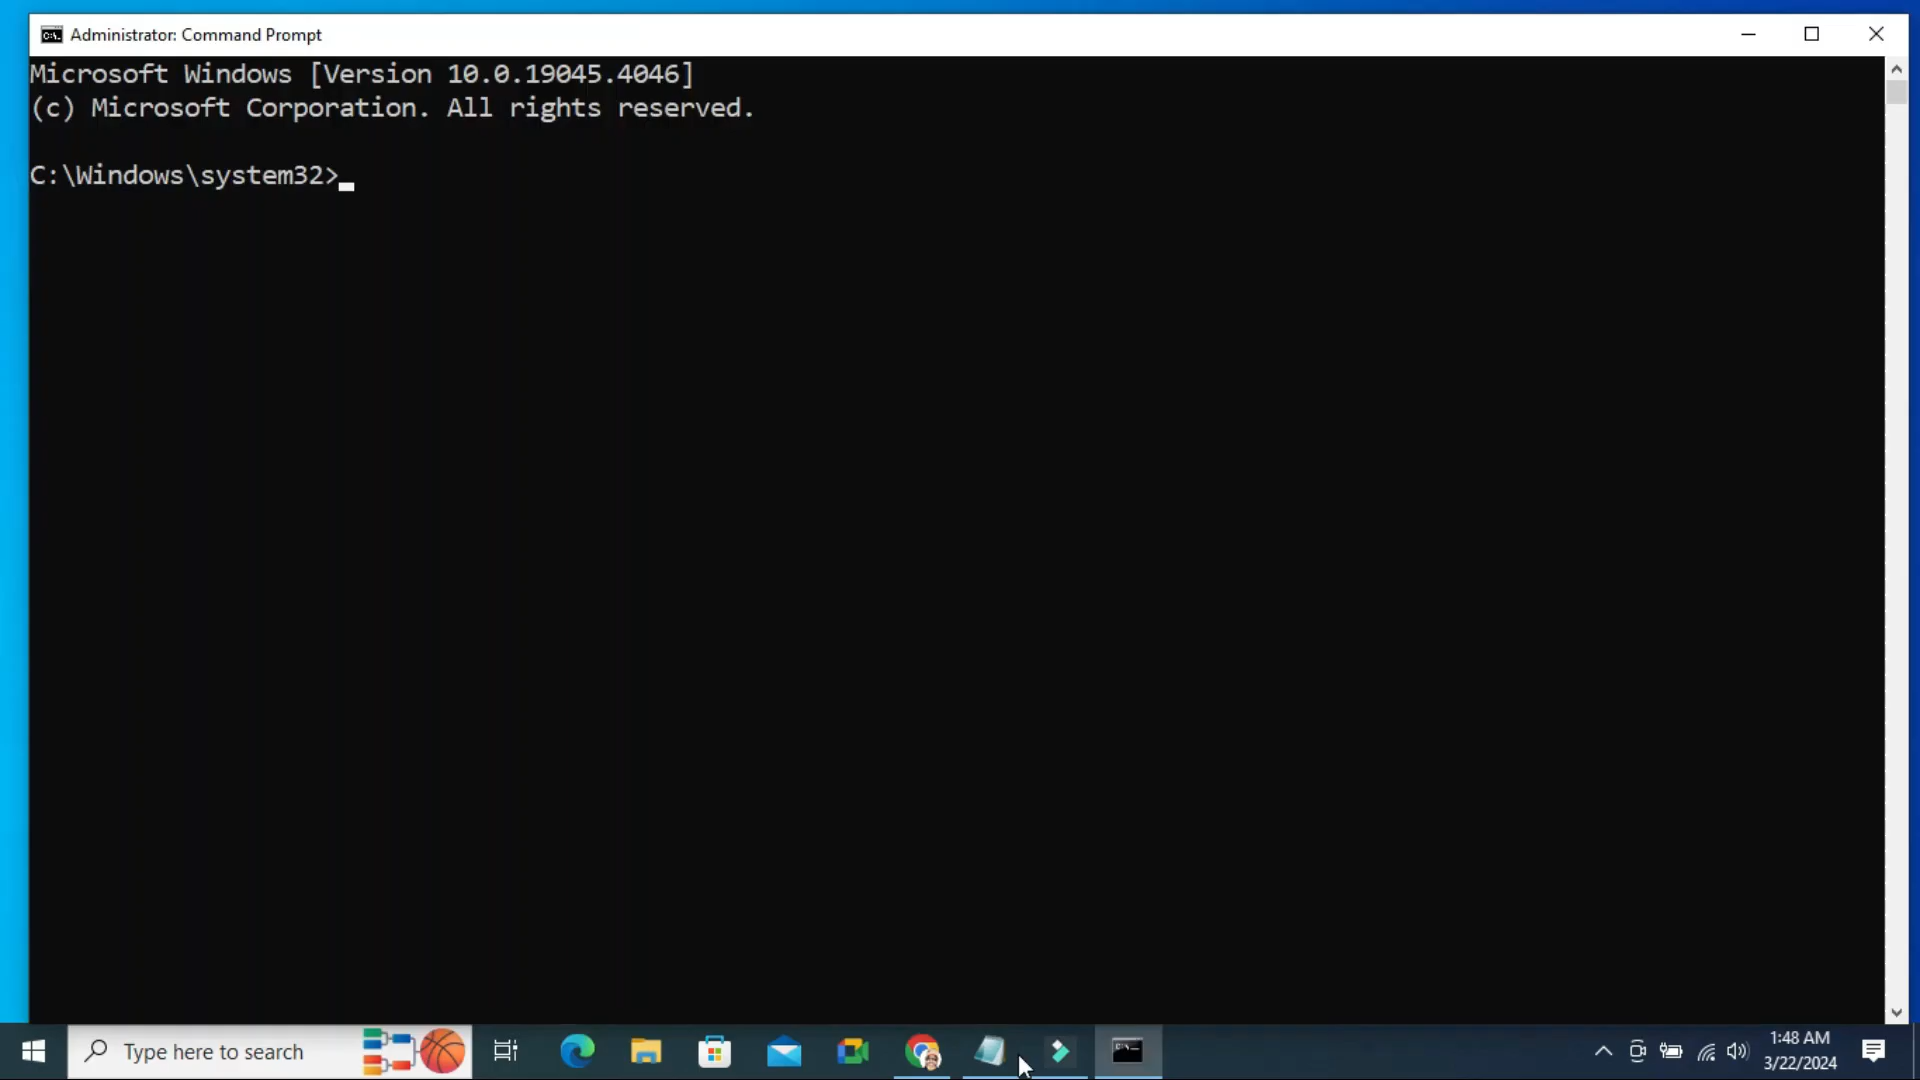 Administrator: Command Prompt
Microsoft Windows [Version 10.0.19045.4046]
(c) Microsoft Corporation. All rights reserved.
C:\Windows\system32>
Type here to search
1:48 AM
3/22/2024